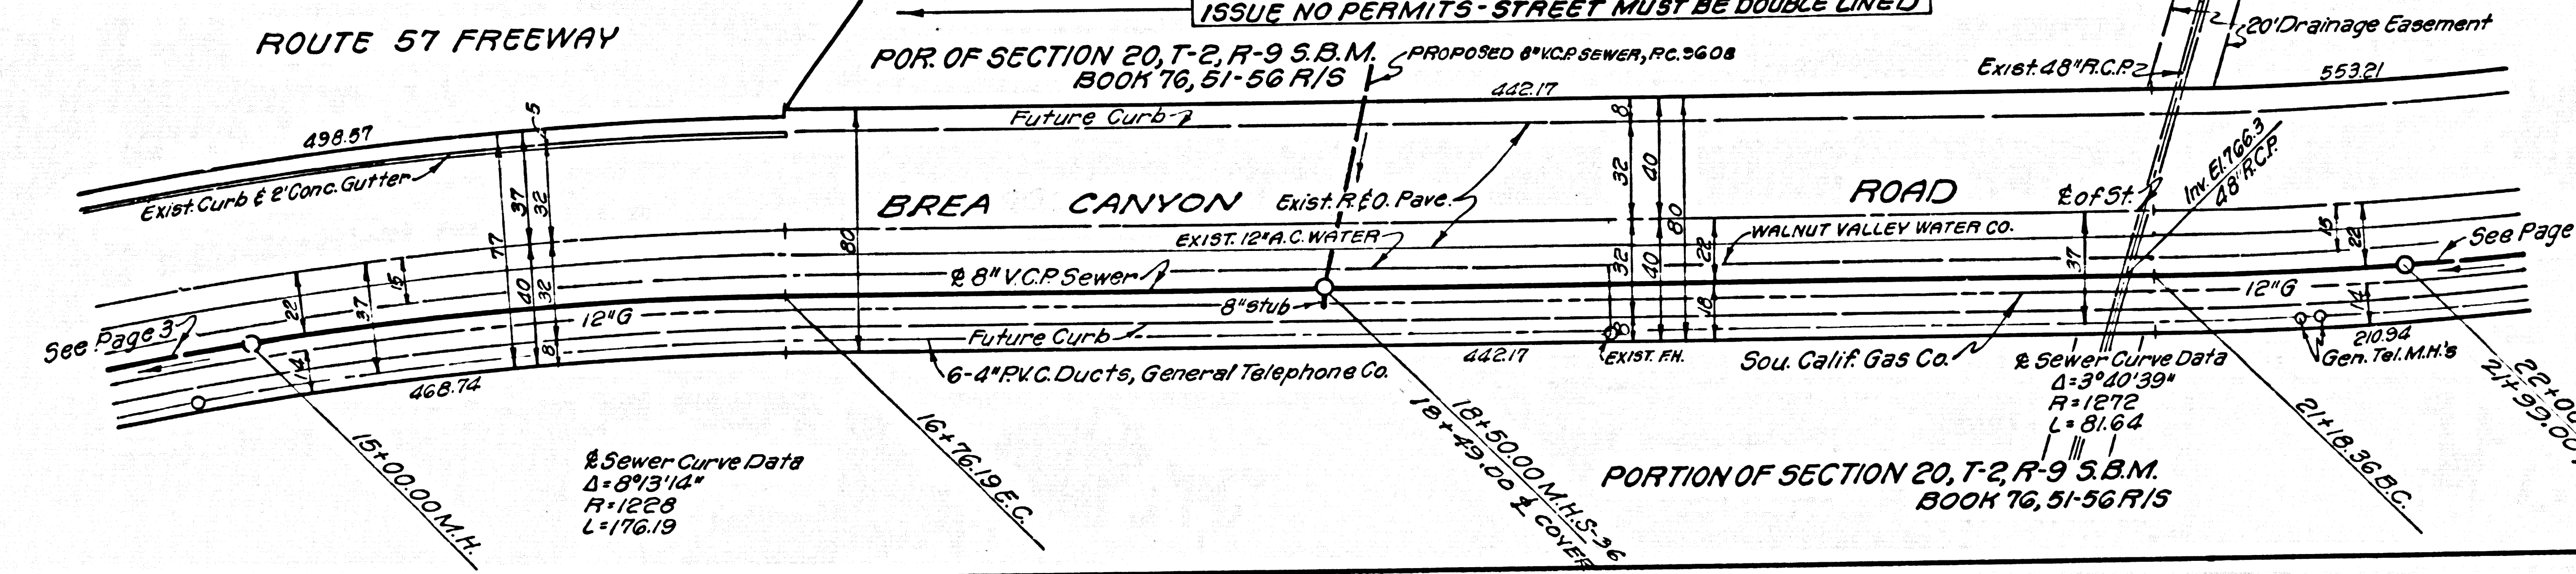 ISSUE NO PERMITS - STREET MUST BE DOUBLE LINED
ROUTE 57 FREEWAY
POR. OF SECTION 20, T-2, R-9 S.B.M.
BOOK 76, 51-56 R/S
PROPOSED 8" V.C.P. SEWER, P.C. 9608
20' Drainage Easement
Exist. 48" R.C.P.
553.21
442.17
498.57
5
Future Curb
8
Exist. Curb & 2' Conc. Gutter
37
32
77
80
32
40
80
BREA CANYON ROAD
Exist. R.&O. Pave.
℄ of St.
Inv. El. 766.3
48" R.C.P.
EXIST. 12" A.C. WATER
WALNUT VALLEY WATER CO.
15
22
See Page
22
37
15
40
32
8
℄ 8" V.C.P. Sewer
32
40
22
18
8
37
12" G
12" G
8" Stub
14
See Page 3
14
Future Curb
442.17
EXIST. F.H.
Sou. Calif. Gas Co.
210.94
Gen. Tel. M.H.'s
6-4" P.V.C. Ducts, General Telephone Co.
468.74
℄ Sewer Curve Data
Δ=3°40'39"
R=1272
L=81.64
15+00.00 M.H.
16+76.19 E.C.
18+50.00 M.H. S-36
18+49.00 ℄ COVER
21+18.36 B.C.
22+00
21+99.00
℄ Sewer Curve Data
Δ=8°13'14"
R=1228
L=176.19
PORTION OF SECTION 20, T-2, R-9 S.B.M.
BOOK 76, 51-56 R/S